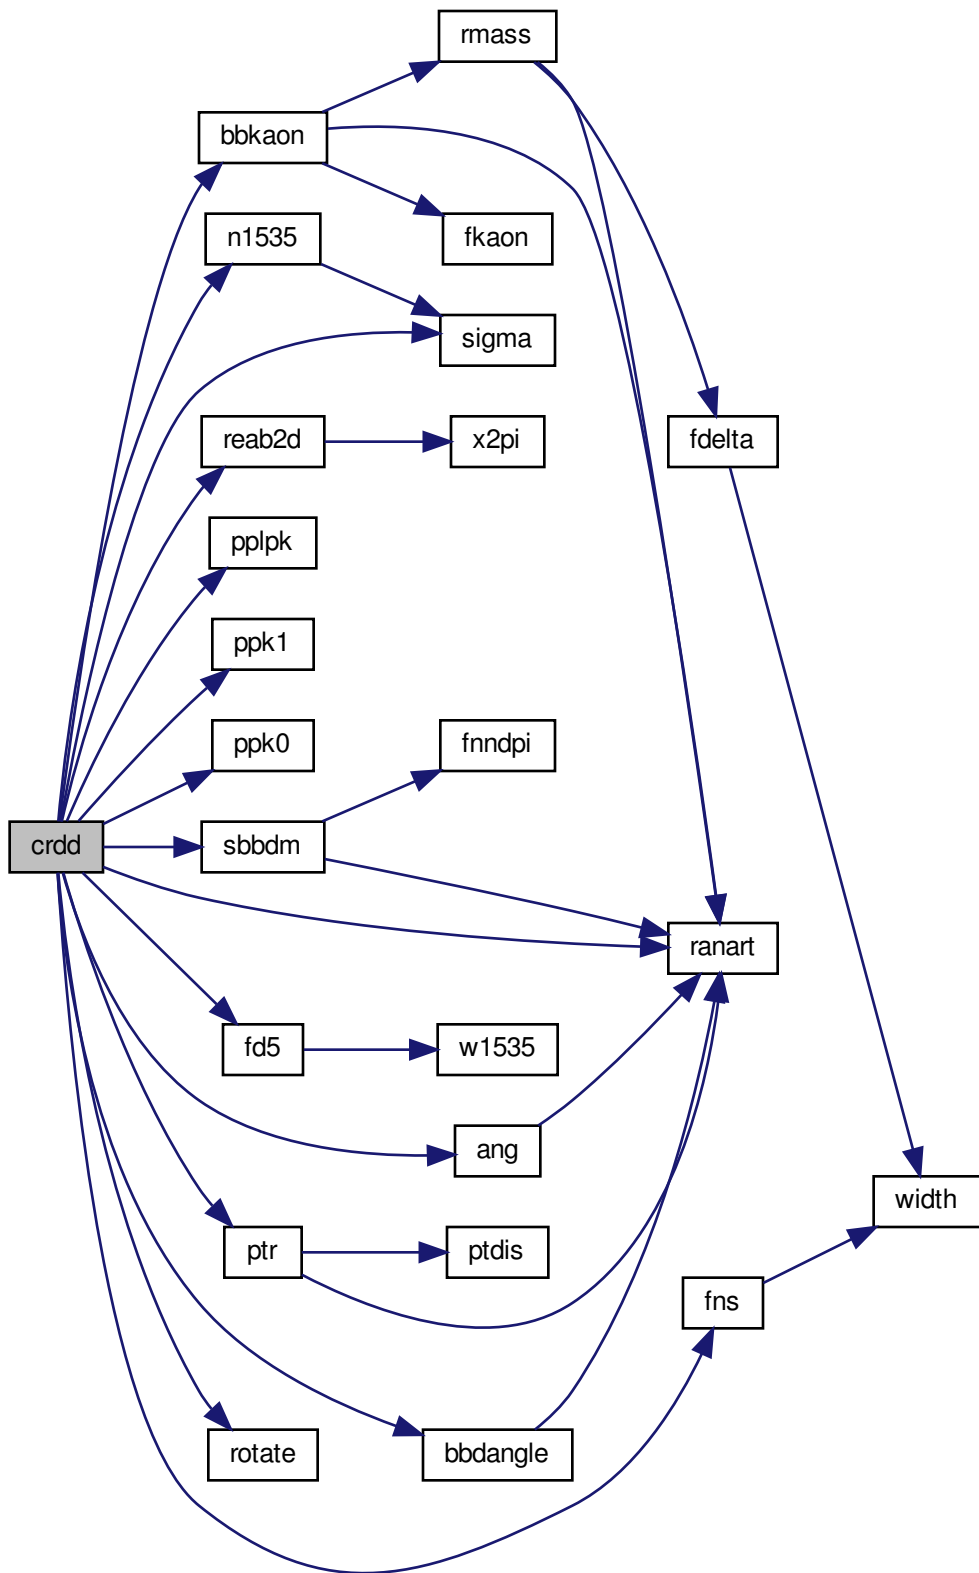 rmass
bbkaon
n1535
fkaon
sigma
reab2d
x2pi
fdelta
pplpk
ppk1
ppk0
fnndpi
crdd
sbbdm
ranart
fd5
w1535
ang
width
ptr
ptdis
fns
rotate
bbdangle